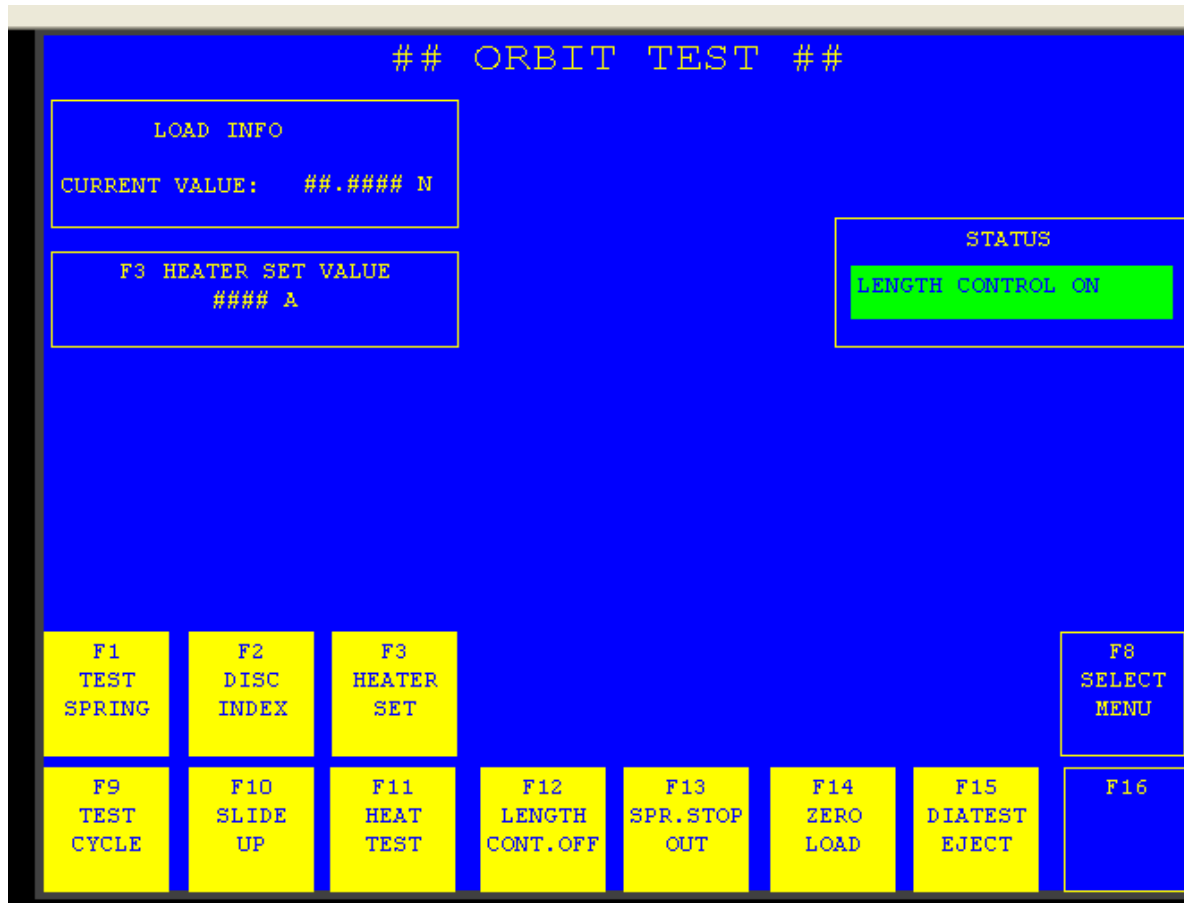 ## ORBIT TEST ##
LOAD INFO
CURRENT VALUE: ##.#### N
STATUS
LENGTH CONTROL ON
F3 HEATER SET VALUE
#### A
F1
TEST
SPRING
F2
DISC
INDEX
F3
HEATER
SET
F8
SELECT
MENU
F9
TEST
CYCLE
F10
SLIDE
UP
F11
HEAT
TEST
F12
LENGTH
CONT.OFF
F13
SPR.STOP
OUT
F14
ZERO
LOAD
F15
DIATEST
EJECT
F16